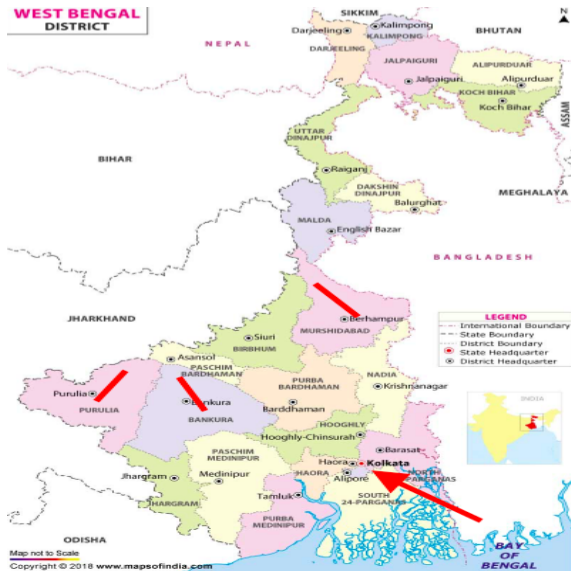 WEST BENGAL
DISTRICT
N
SIKKIM
BHUTAN
NEPAL
Darjeeling
DARJEELING
Kalimpong
KALIMPONG
JALPAIGURI
Jalpaiguri
ALIPURDUAR
Alipurduar
KOCH BIHAR
Koch Bihar
ASSAM
UTTAR
DINAJPUR
BIHAR
Raiganj
DAKSHIN
DINAJPUR
Balurghat
MEGHALAYA
MALDA
English Bazar
BANGLADESH
JHARKHAND
Berhampur
MURSHIDABAD
Siuri
BIRBHUM
LEGEND
International Boundary
State Boundary
District Boundary
State Headquarter
District Headquarter
Asansol
PASCHIM
BARDHAMAN
NADIA
Krishnanagar
Purulia
PURULIA
Bankura
BANKURA
PURBA
BARDDHAMAN
Barddhaman
INDIA
HOOGHLY
Hooghly-Chinsurah
PASCHIM
MEDINIPUR
Medinipur
Barasat
Haora
HAORA
Kolkata
Alipore
NORTH
PARGANAS
Jhargram
JHARGRAM
Tamluk
PURBA
MEDINIPUR
SOUTH
24-PARGANAS
ODISHA
BAY
OF
BENGAL
Map not to Scale
Copyright © 2018 www.mapsofindia.com